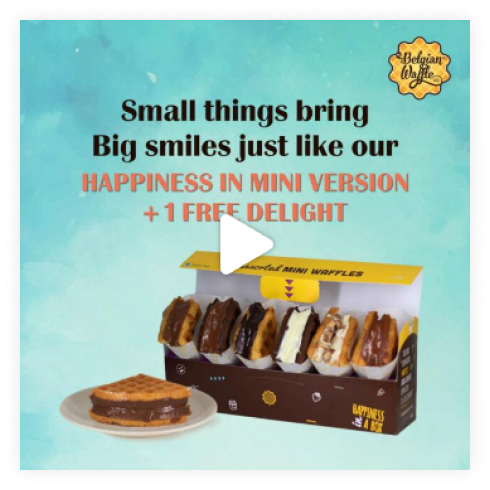 Belgian
Waffle
Small things bring
Big smiles just like our
HAPPINESS IN MINI VERSION
+ 1 FREE DELIGHT
Assorted MINI WAFFLES
HAPPINESS
in
A BOX